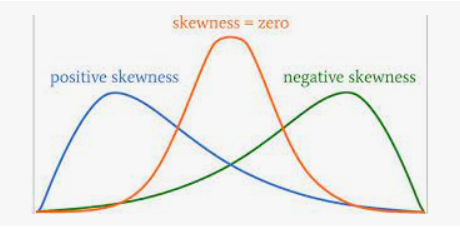 skewness = zero
positive skewness
negative skewness